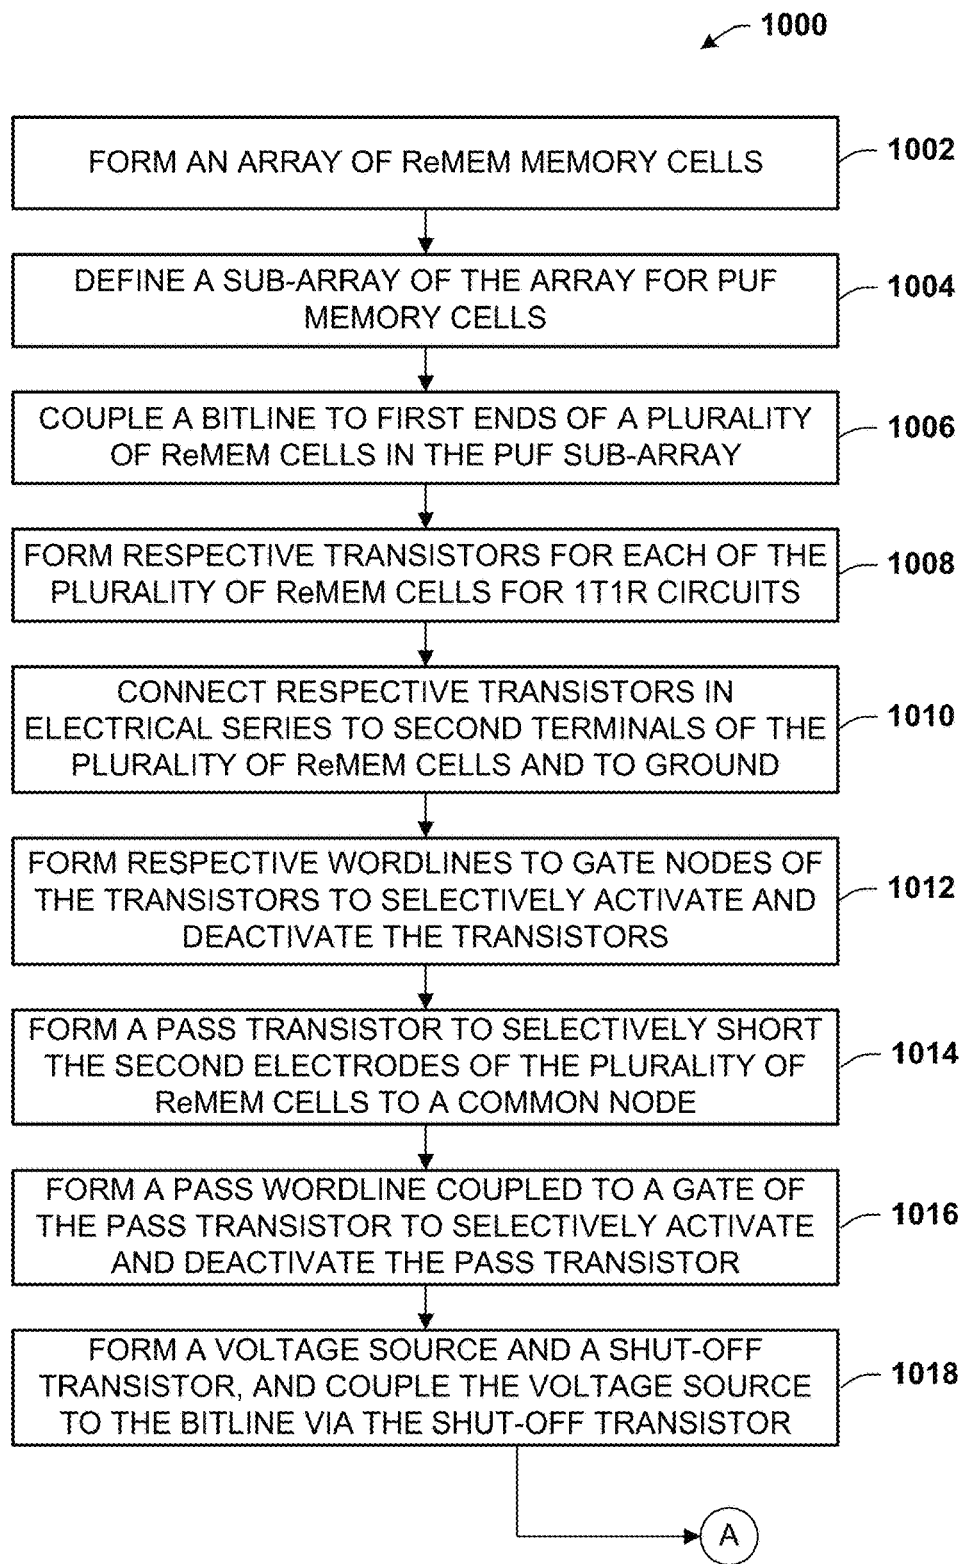 1000
FORM AN ARRAY OF ReMEM MEMORY CELLS
1002
DEFINE A SUB-ARRAY OF THE ARRAY FOR PUF
MEMORY CELLS
1004
COUPLE A BITLINE TO FIRST ENDS OF A PLURALITY
OF ReMEM CELLS IN THE PUF SUB-ARRAY
1006
FORM RESPECTIVE TRANSISTORS FOR EACH OF THE
PLURALITY OF ReMEM CELLS FOR 1T1R CIRCUITS
1008
CONNECT RESPECTIVE TRANSISTORS IN
ELECTRICAL SERIES TO SECOND TERMINALS OF THE
PLURALITY OF ReMEM CELLS AND TO GROUND
1010
FORM RESPECTIVE WORDLINES TO GATE NODES OF
THE TRANSISTORS TO SELECTIVELY ACTIVATE AND
DEACTIVATE THE TRANSISTORS
1012
FORM A PASS TRANSISTOR TO SELECTIVELY SHORT
THE SECOND ELECTRODES OF THE PLURALITY OF
ReMEM CELLS TO A COMMON NODE
1014
FORM A PASS WORDLINE COUPLED TO A GATE OF
THE PASS TRANSISTOR TO SELECTIVELY ACTIVATE
AND DEACTIVATE THE PASS TRANSISTOR
1016
FORM A VOLTAGE SOURCE AND A SHUT-OFF
TRANSISTOR, AND COUPLE THE VOLTAGE SOURCE
TO THE BITLINE VIA THE SHUT-OFF TRANSISTOR
1018
A